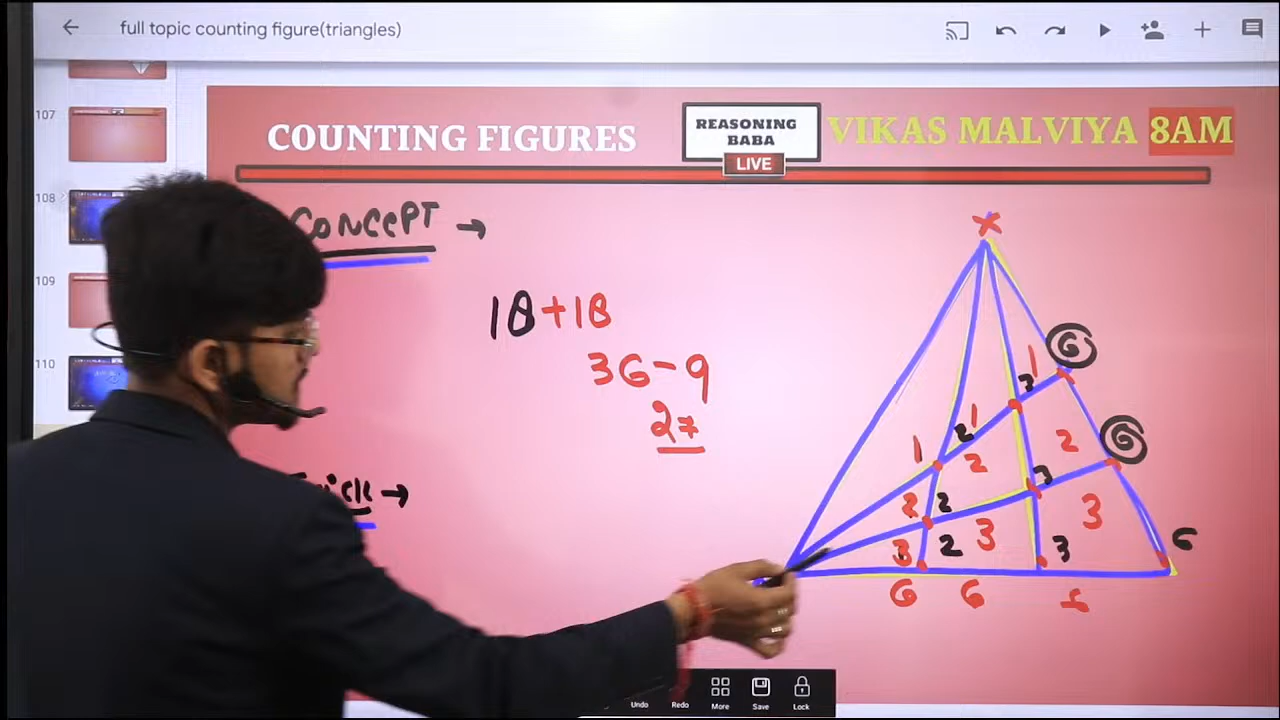 full topic counting figure(triangles)
107
108
109
110
COUNTING FIGURES
REASONING
BABA
LIVE
VIKAS MALVIYA 8AM
CONCEPT →
18+18
36-9
27
→
x
6
1
3
1
2
1
2
2
6
3
2
2
3
3
3
2
3
6
6
6
6
Undo
Redo
More
Save
Lock